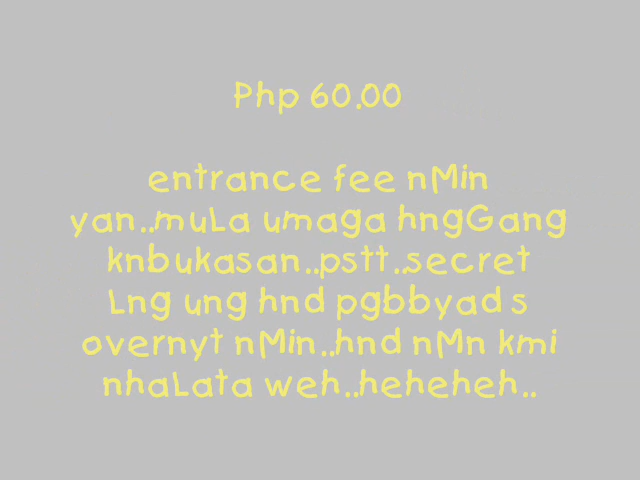 Php 60.00
entrance fee nMin
yan..muLa umaga hngGang
knbukasan..pstt..secret
Lng ung hnd pgbbyad s
overnyt nMin..hnd nMn kmi
nhaLata weh..heheheh..